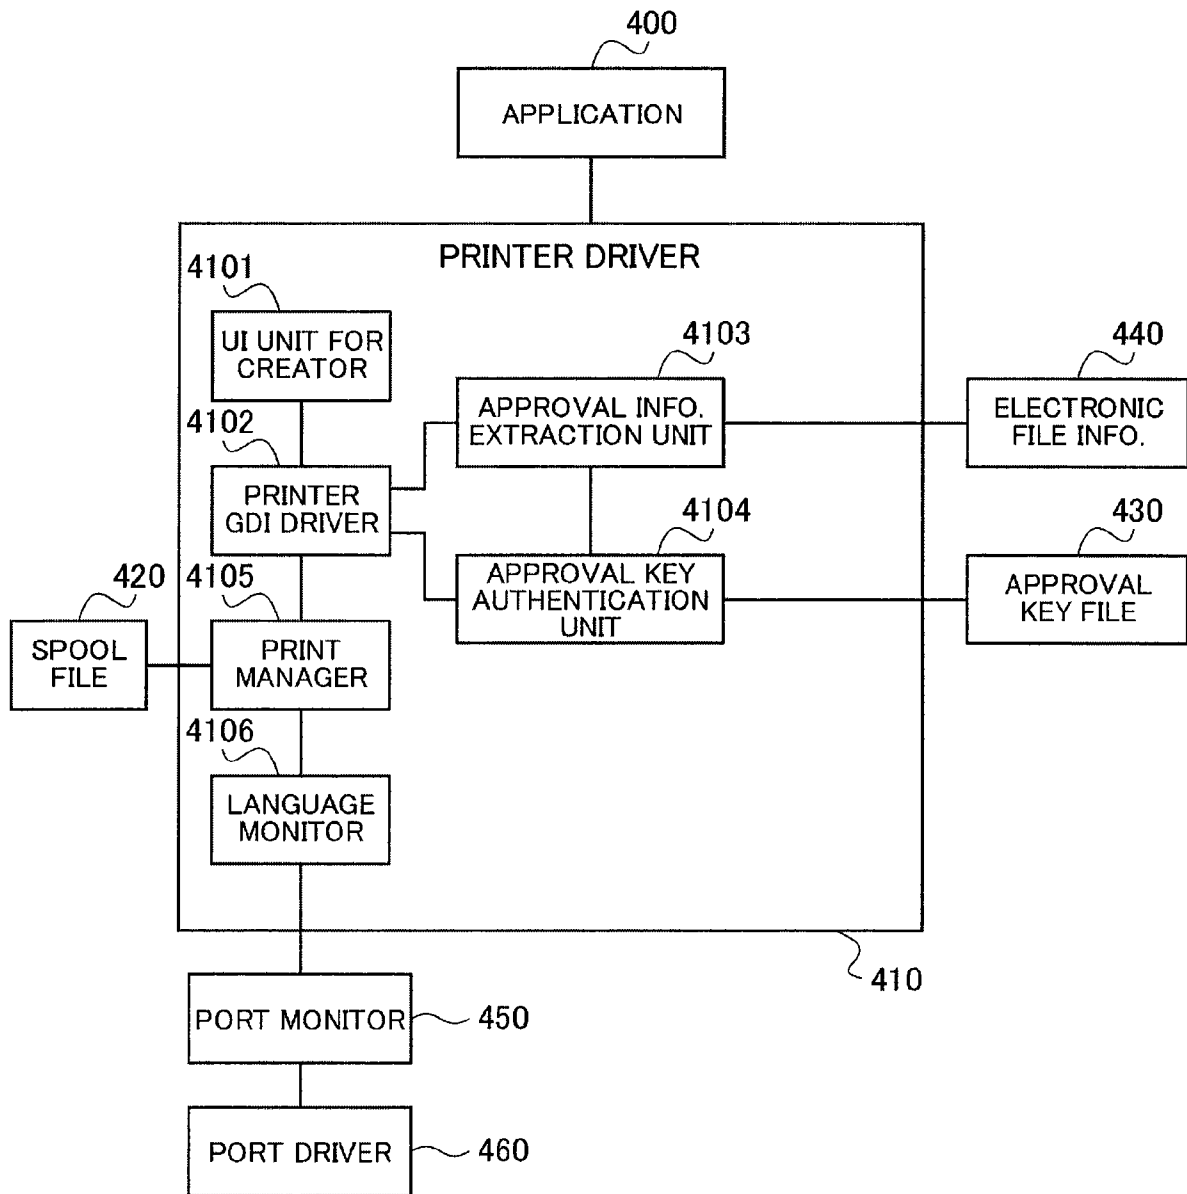 400
APPLICATION
PRINTER DRIVER
4101
UI UNIT FOR
CREATOR
4103
APPROVAL INFO.
EXTRACTION UNIT
440
ELECTRONIC
FILE INFO.
4102
PRINTER
GDI DRIVER
4104
APPROVAL KEY
AUTHENTICATION
UNIT
430
APPROVAL
KEY FILE
420
SPOOL
FILE
4105
PRINT
MANAGER
4106
LANGUAGE
MONITOR
410
PORT MONITOR
450
PORT DRIVER
460